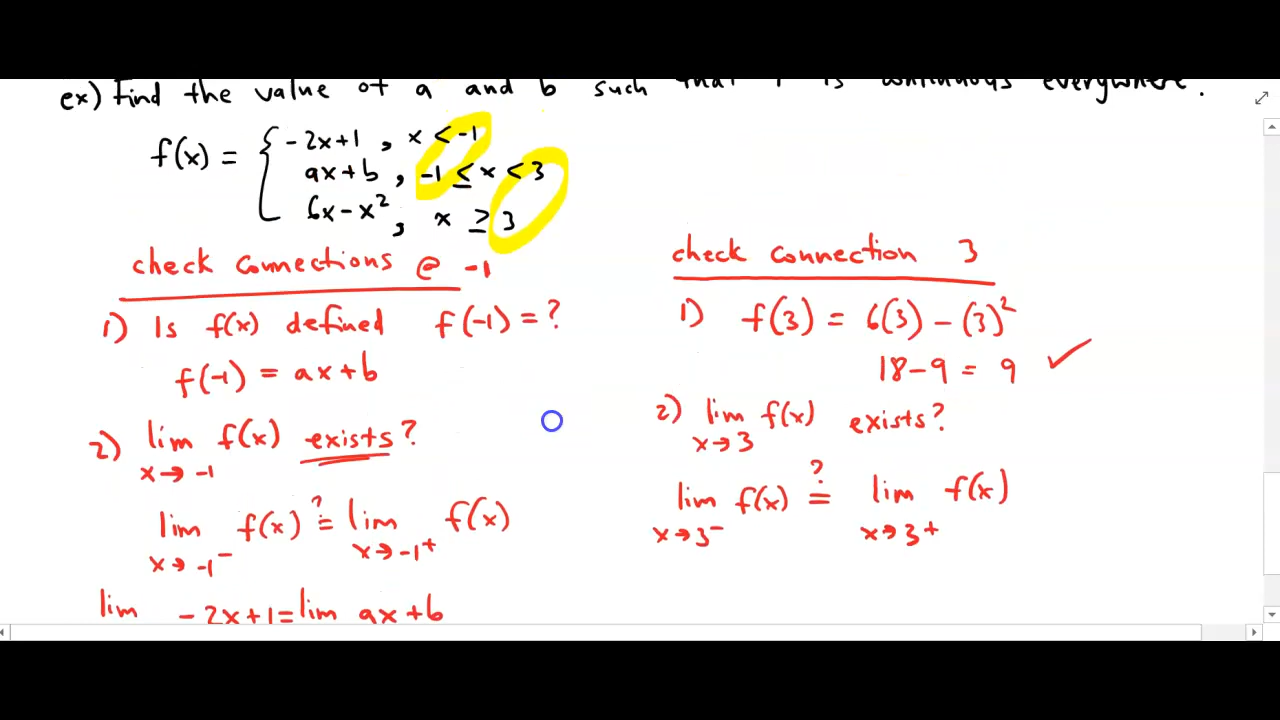 ex) Find the value of a and b such that f is continuous everywhere.
f(x) = { -2x+1 , x < -1
ax+b , -1 ≤ x < 3
6x-x² , x ≥ 3
check connections @ -1
1) Is f(x) defined f(-1) = ?
f(-1) = ax+b
2) lim f(x) exists?
x→-1
lim f(x) ?= lim f(x)
x→-1⁻ x→-1⁺
lim -2x+1 = lim ax+b
check connection 3
1) f(3) = 6(3) - (3)²
18-9 = 9 ✓
2) lim f(x) exists?
x→3
lim f(x) ?= lim f(x)
x→3⁻ x→3⁺